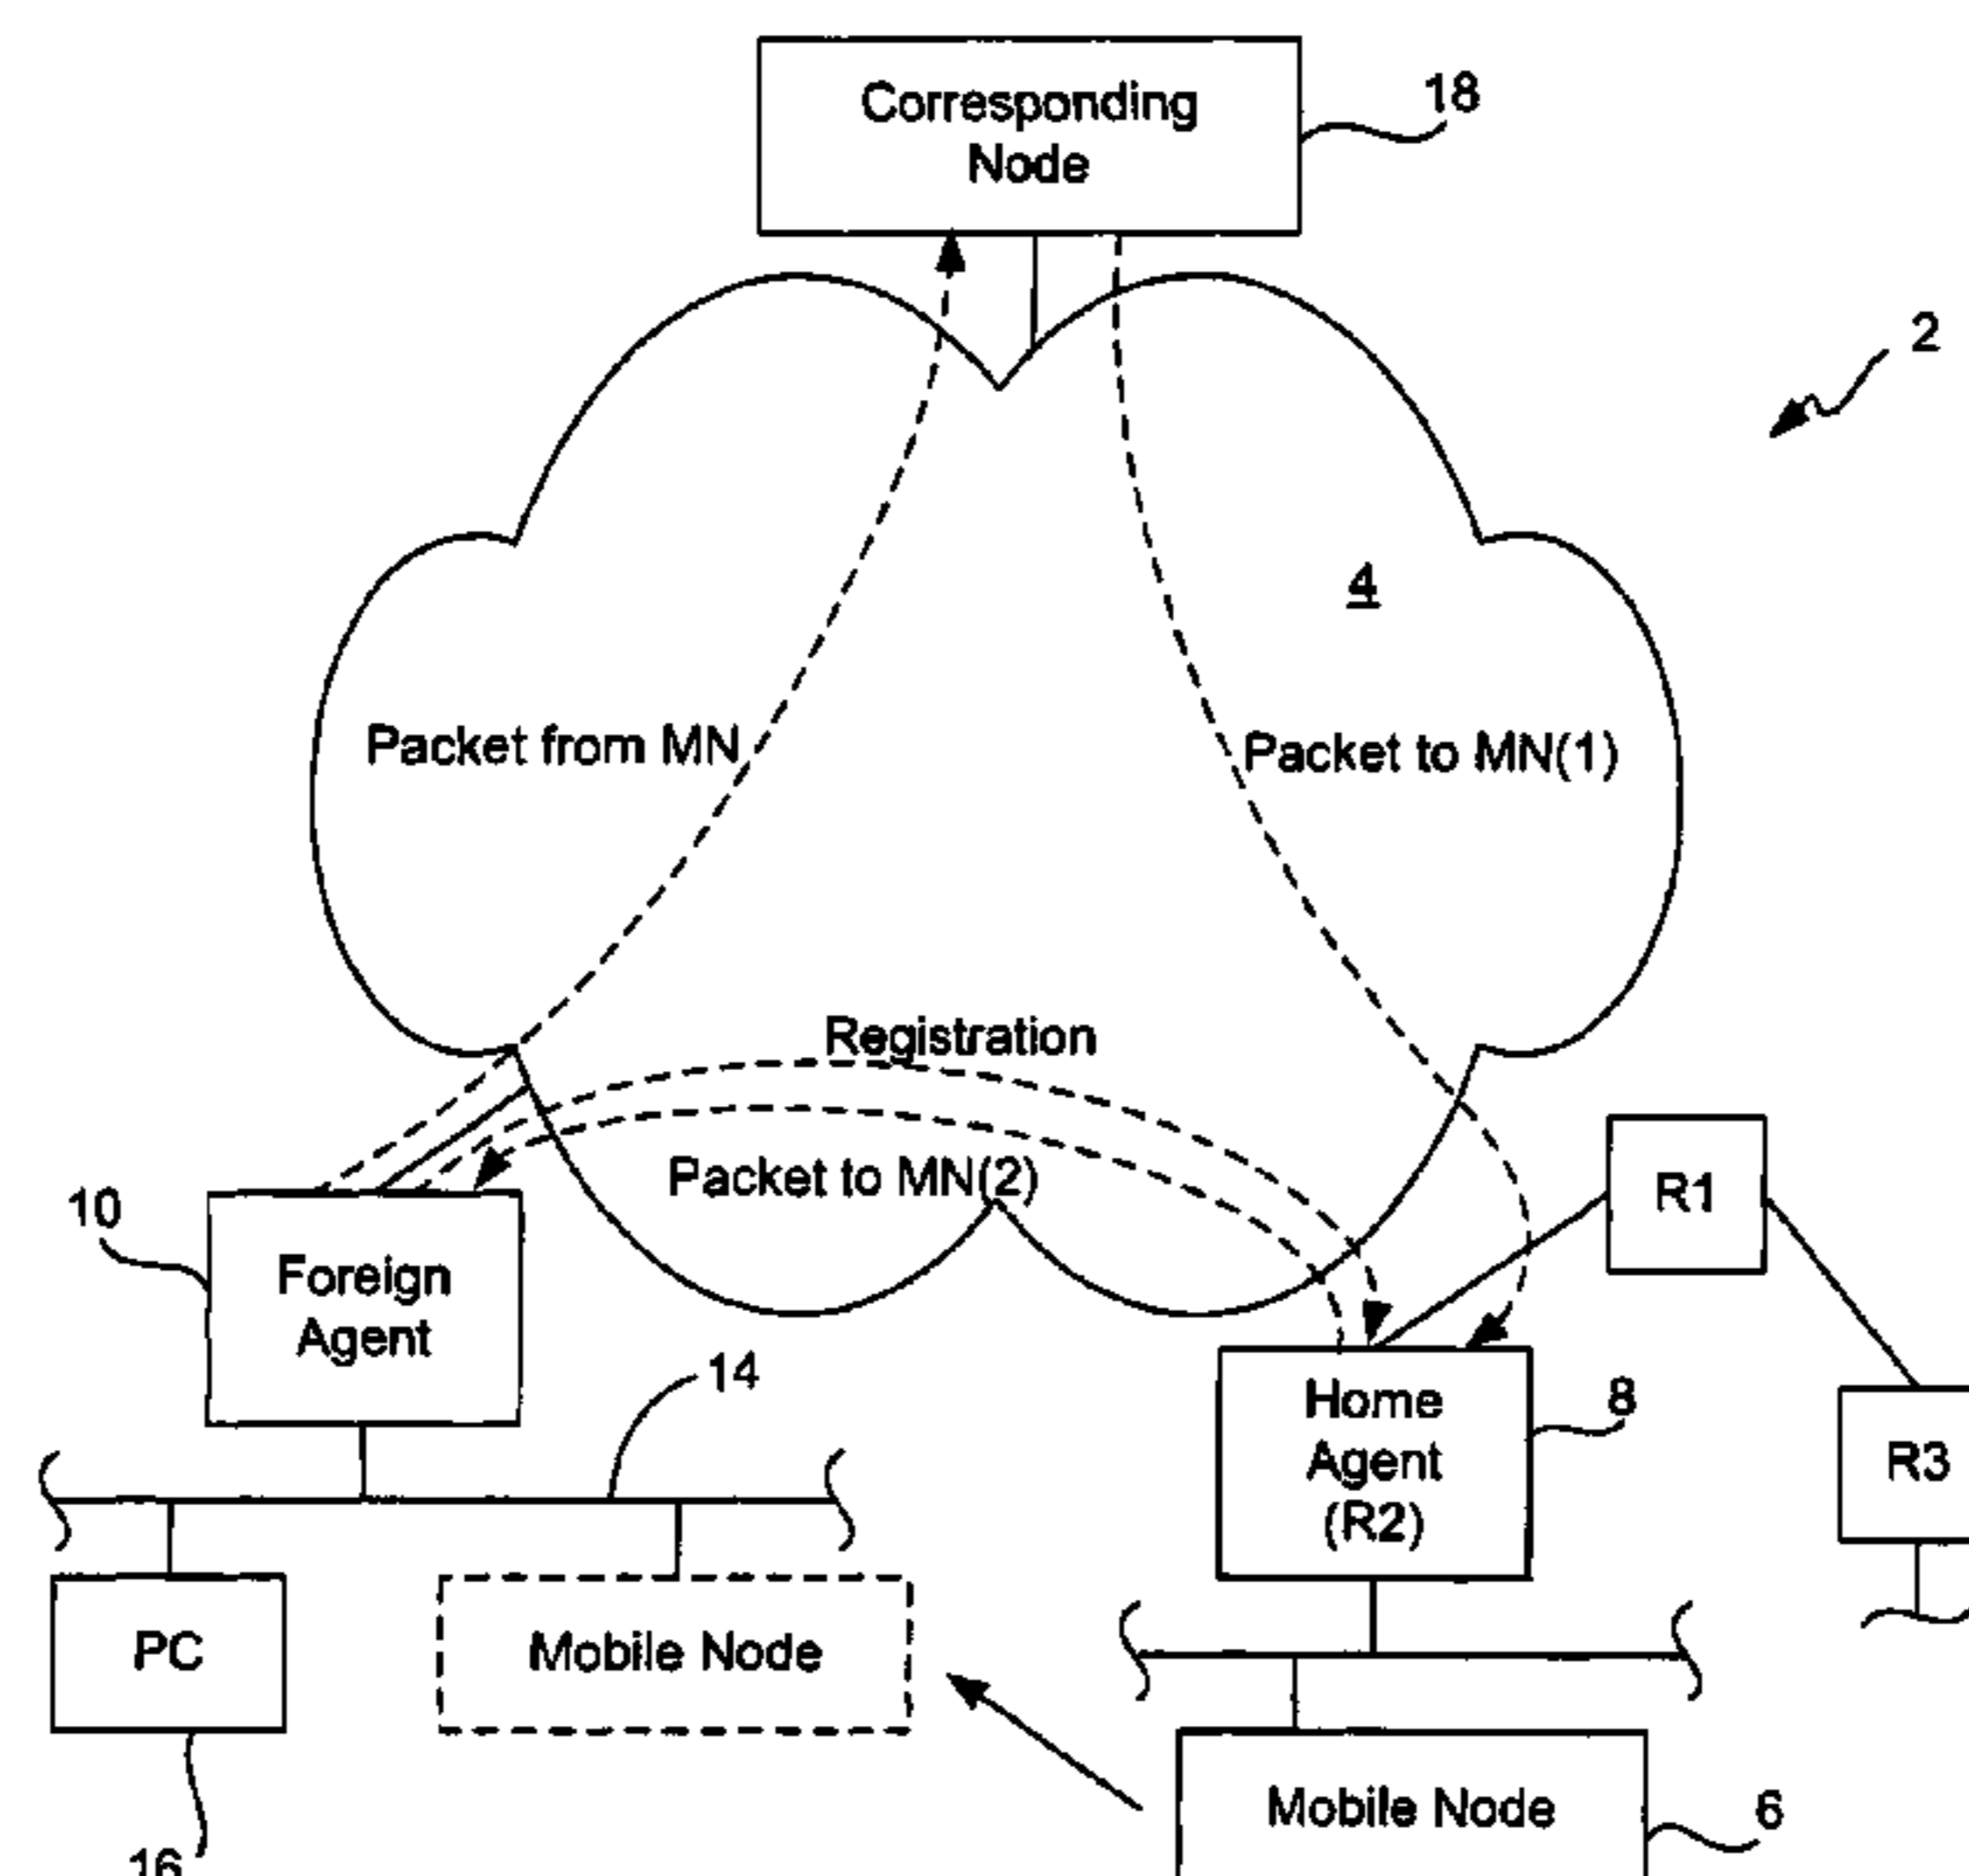 Corresponding
Node
18
2
4
Packet from MN
Packet to MN(1)
Registration
Packet to MN(2)
R1
10
Foreign
Agent
14
Home
Agent
(R2)
8
R3
PC
Mobile Node
Mobile Node
6
16